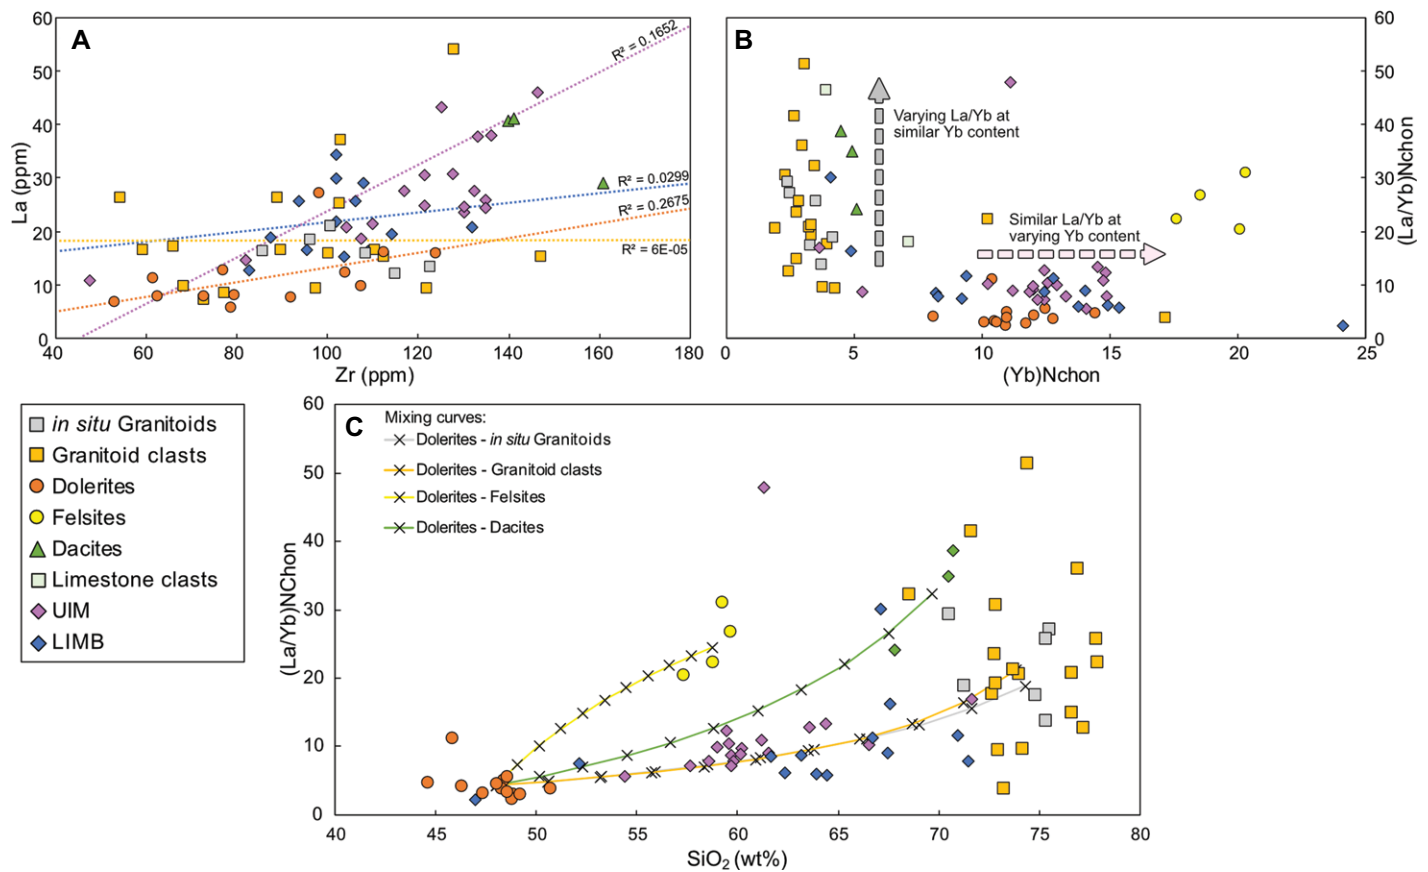 A
60
50
40
30
20
10
0
La (ppm)
R² = 0.1652
R² = 0.0299
R² = 0.2675
R² = 6E-05
40
60
80
100
120
140
160
180
Zr (ppm)
B
60
50
40
30
20
10
0
(La/Yb)Nchon
Varying La/Yb at
similar Yb content
Similar La/Yb at
varying Yb content
0
5
10
15
20
25
(Yb)Nchon
in situ Granitoids
Granitoid clasts
Dolerites
Felsites
Dacites
Limestone clasts
UIM
LIMB
C
60
50
40
30
20
10
0
(La/Yb)NChon
Mixing curves:
Dolerites - in situ Granitoids
Dolerites - Granitoid clasts
Dolerites - Felsites
Dolerites - Dacites
40
45
50
55
60
65
70
75
80
SiO₂ (wt%)